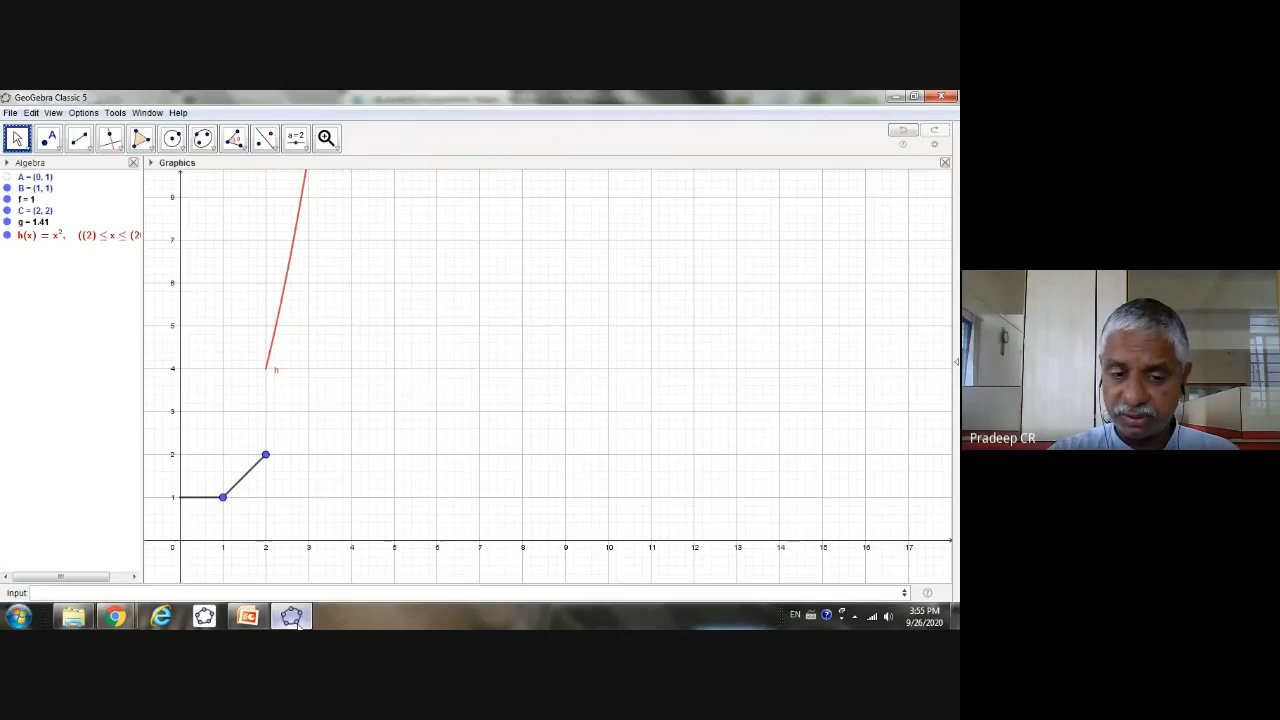 GeoGebra Classic 5
File Edit View Options Tools Window Help
A a=2
Algebra
Graphics
A = (0, 1)
B = (1, 1)
f = 1
C = (2, 2)
g = 1.41
h(x) = x², ((2) ≤ x ≤ (2
8
7
6
5
4
h
3
2
1
0 1 2 3 4 5 6 7 8 9 10 11 12 13 14 15 16 17
Input:
EN
3:55 PM
9/26/2020
Pradeep CR